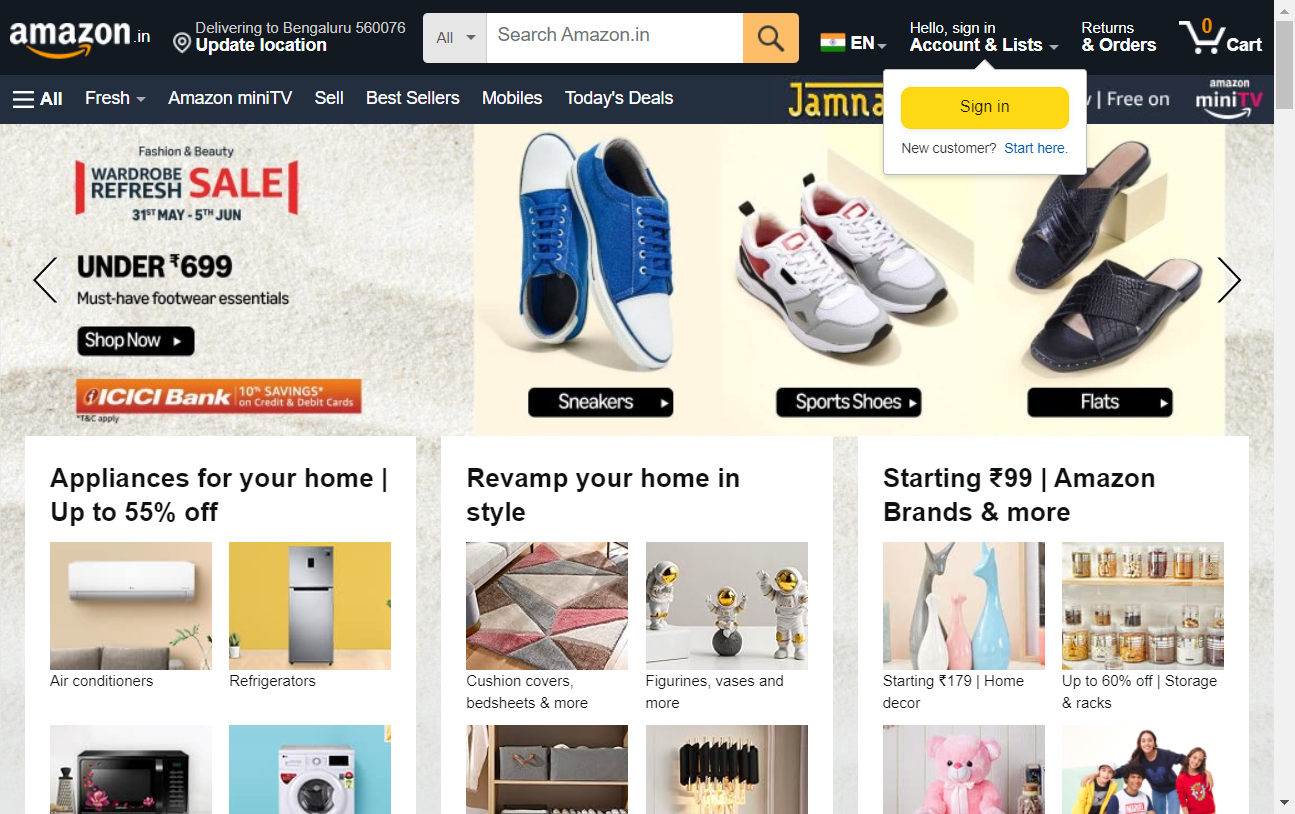 amazon.in
Delivering to Bengaluru 560076
Update location
All
Search Amazon.in
EN
Hello, sign in
Account & Lists
Returns
& Orders
0
Cart
All
Fresh
Amazon miniTV
Sell
Best Sellers
Mobiles
Today's Deals
| Free on
amazon
miniTV
Sign in
New customer? Start here.
Fashion & Beauty
WARDROBE
REFRESH
SALE
31ST MAY - 5TH JUN
UNDER ₹699
Must-have footwear essentials
Shop Now
ICICI Bank
10% SAVINGS*
on Credit & Debit Cards
*T&C apply
Sneakers
Sports Shoes
Flats
Appliances for your home |
Up to 55% off
Air conditioners
Refrigerators
Revamp your home in
style
Cushion covers,
bedsheets & more
Figurines, vases and
more
Starting ₹99 | Amazon
Brands & more
Starting ₹179 | Home
decor
Up to 60% off | Storage
& racks
MARVEL